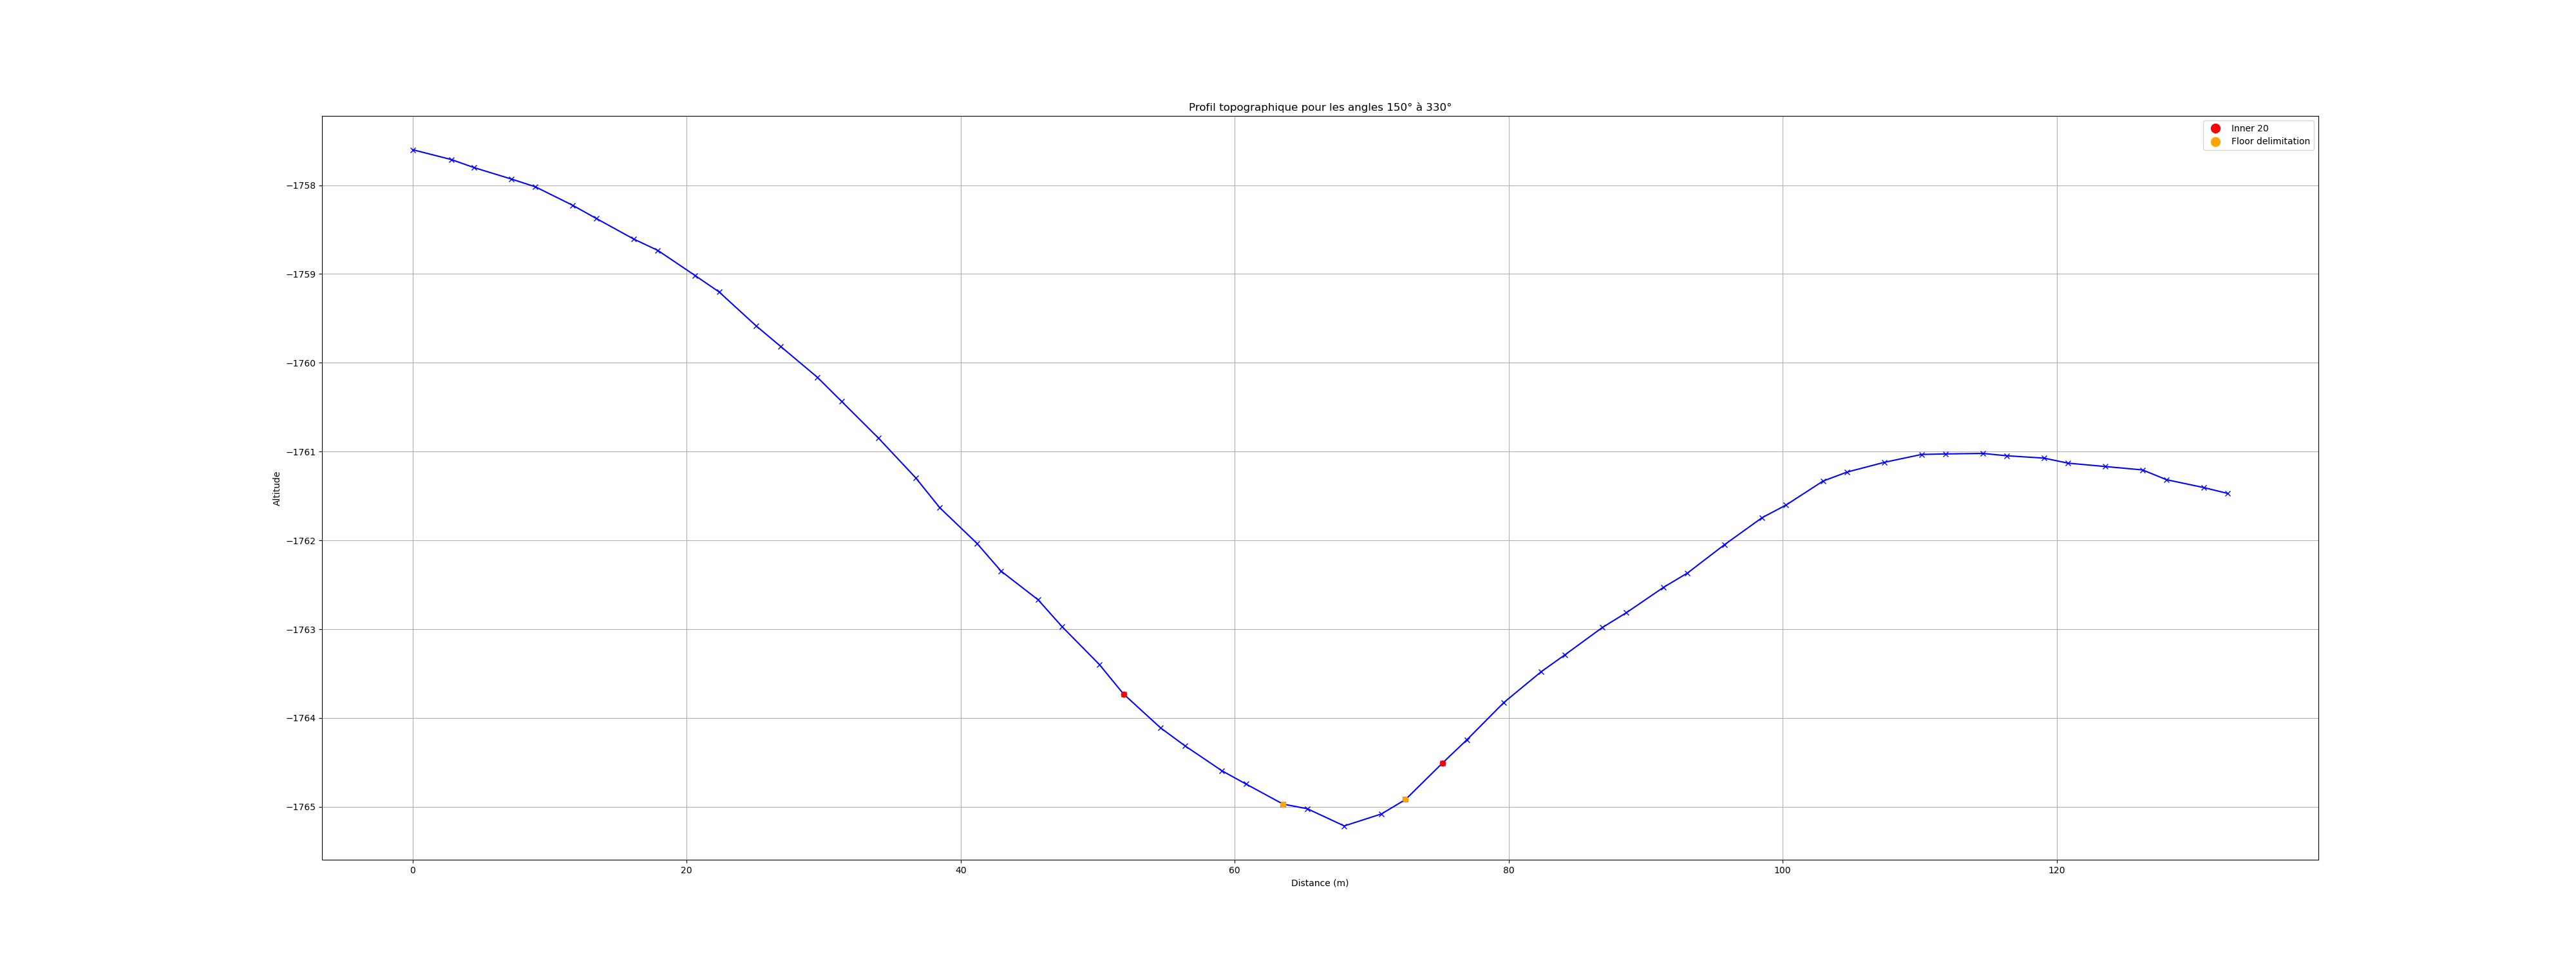 Profil topographique pour les angles 150° à 330°
Inner 20
Floor delimitation
−1758
−1759
−1760
−1761
−1762
−1763
−1764
−1765
Altitude
0 20 40 60 80 100 120
Distance (m)